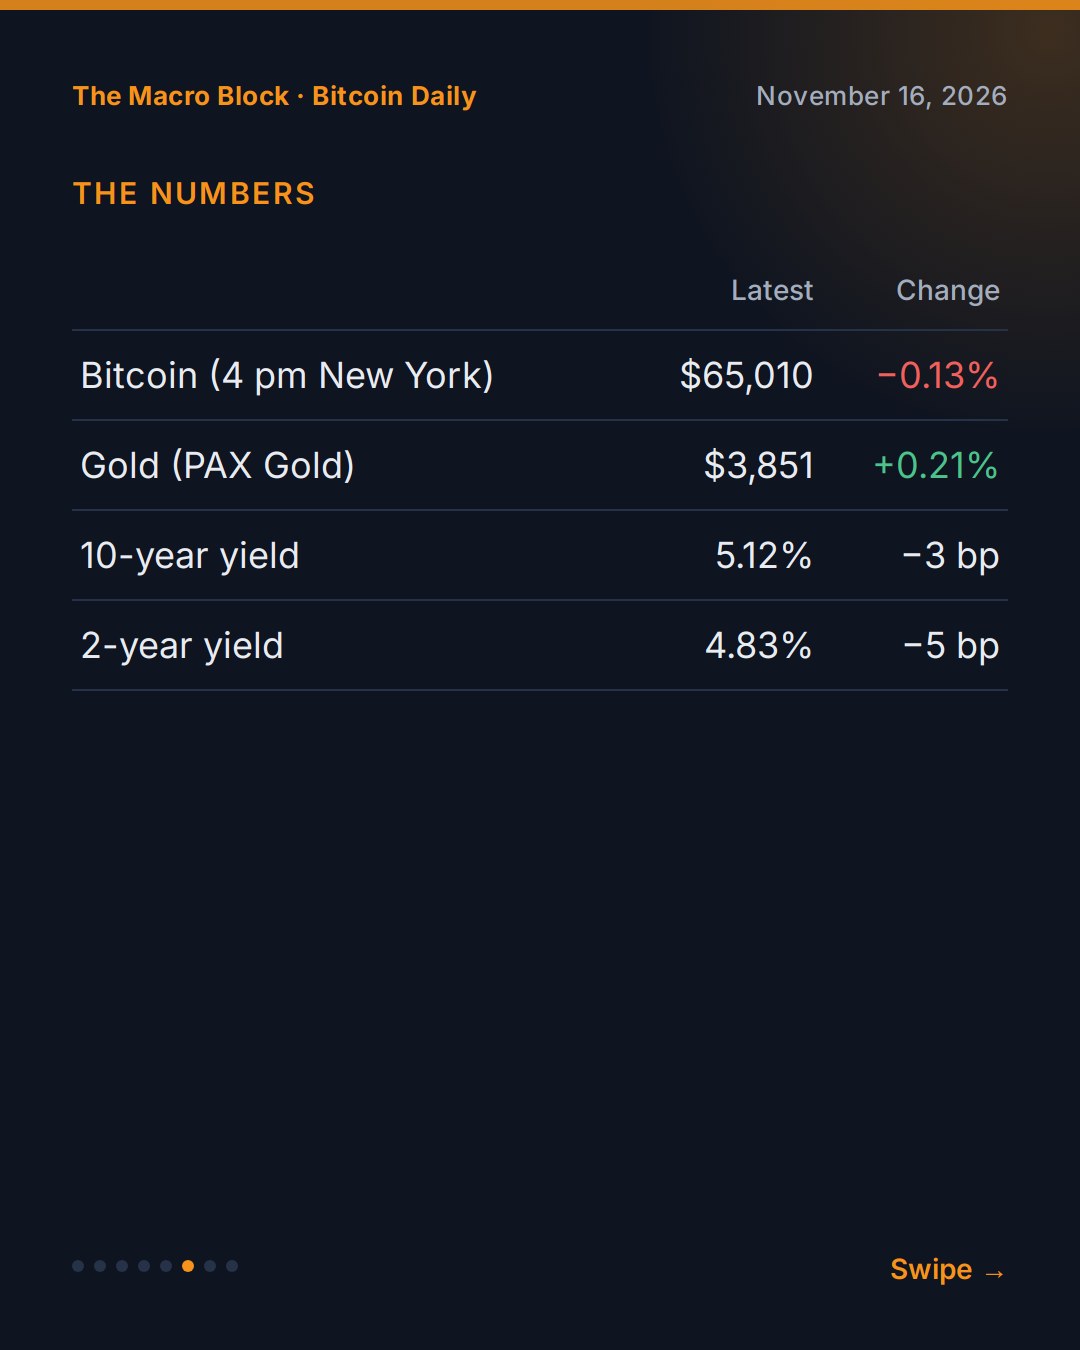 The Macro Block · Bitcoin Daily November 16, 2026
THE NUMBERS
Latest Change
Bitcoin (4 pm New York) $65,010 −0.13%
Gold (PAX Gold) $3,851 +0.21%
10-year yield 5.12% −3 bp
2-year yield 4.83% −5 bp
Swipe →